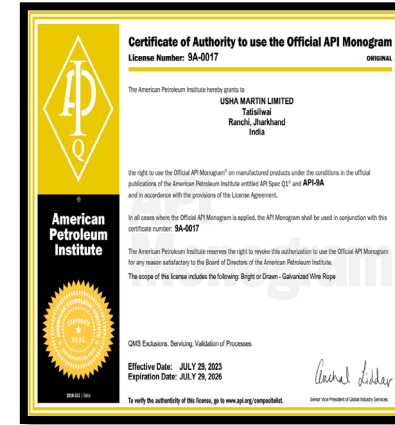 Certificate of Authority to use the Official API Monogram
License Number: 9A-0017
ORIGINAL
The American Petroleum Institute hereby grants to
USHA MARTIN LIMITED
Tatisilwai
Ranchi, Jharkhand
India
the right to use the Official API Monogram® on manufactured products under the conditions in the official
publications of the American Petroleum Institute entitled API Spec Q1® and API-9A
and in accordance with the provisions of the License Agreement.
In all cases where the Official API Monogram is applied, the API Monogram shall be used in conjunction with this
certificate number: 9A-0017
The American Petroleum Institute reserves the right to revoke this authorization to use the Official API Monogram
for any reason satisfactory to the Board of Directors of the American Petroleum Institute.
The scope of this license includes the following: Bright or Drawn - Galvanized Wire Rope
QMS Exclusions: Servicing; Validation of Processes
Effective Date: JULY 29, 2023
Expiration Date: JULY 29, 2026
To verify the authenticity of this license, go to www.api.org/compositelist.
Senior Vice President of Global Industry Services
API
Monogram
API
Q
®
American
Petroleum
Institute
CORPORATE
SEAL